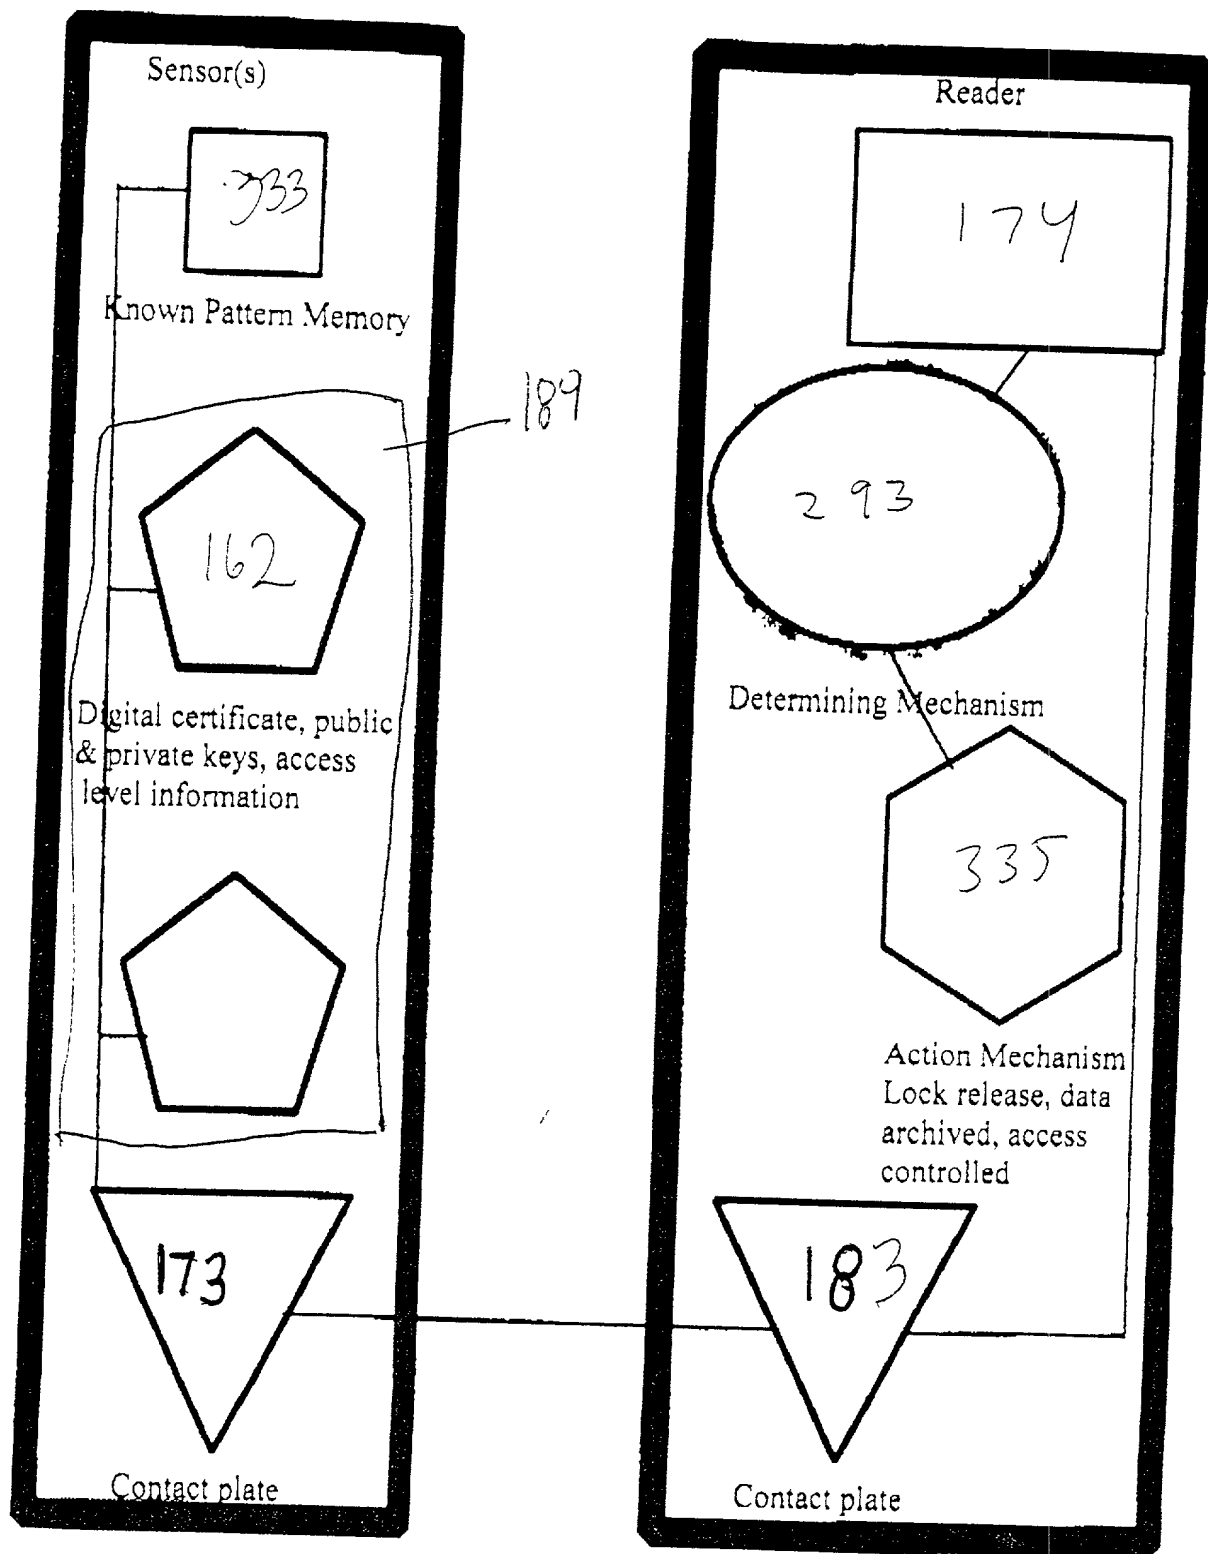 Sensor(s)
333
Known Pattern Memory
189
162
Digital certificate, public
& private keys, access
level information
173
Contact plate
Reader
174
293
Determining Mechanism
335
Action Mechanism
Lock release, data
archived, access
controlled
183
Contact plate